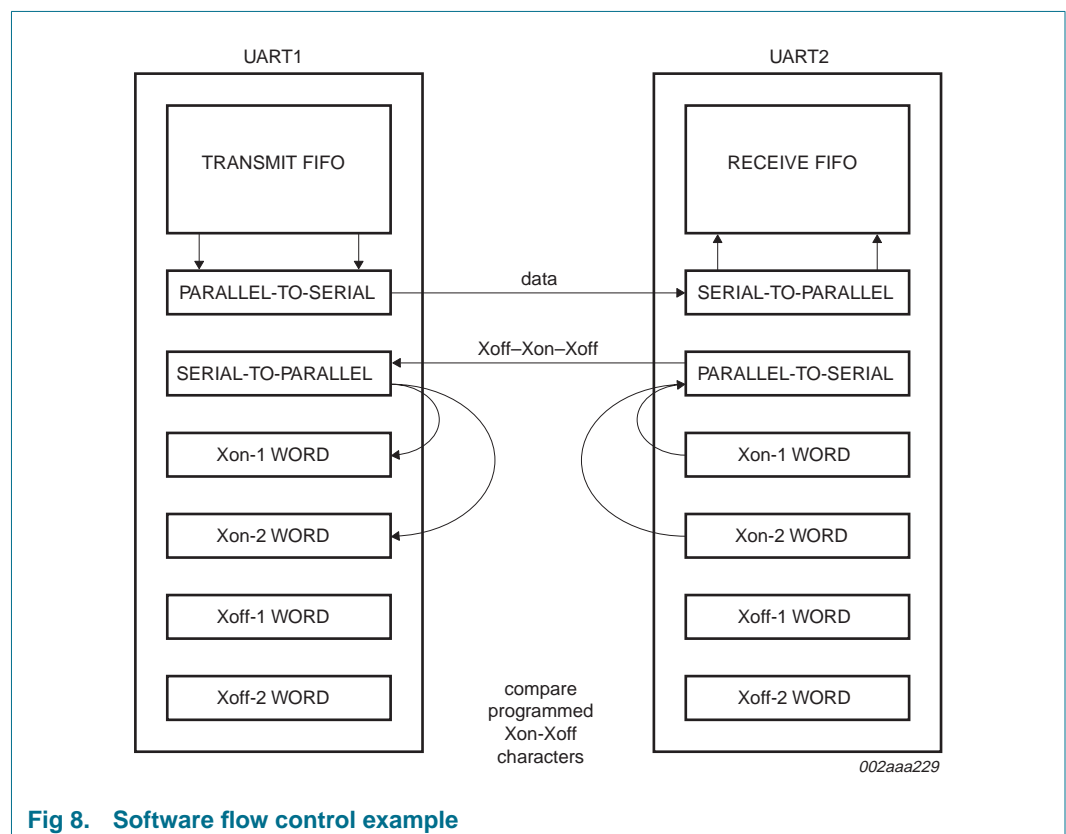 UART1
UART2
TRANSMIT FIFO
RECEIVE FIFO
data
PARALLEL-TO-SERIAL
SERIAL-TO-PARALLEL
Xoff–Xon–Xoff
SERIAL-TO-PARALLEL
PARALLEL-TO-SERIAL
Xon-1 WORD
Xon-1 WORD
Xon-2 WORD
Xon-2 WORD
Xoff-1 WORD
Xoff-1 WORD
Xoff-2 WORD
Xoff-2 WORD
compare
programmed
Xon-Xoff
characters
002aaa229
Fig 8. Software flow control example